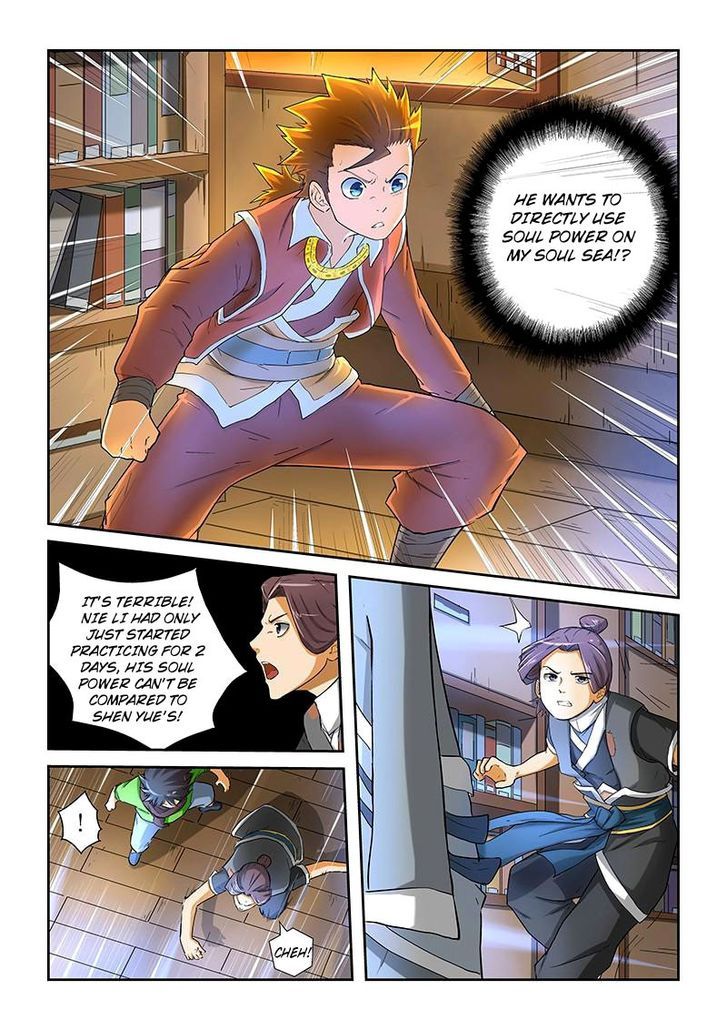 HE WANTS TO
DIRECTLY USE
SOUL POWER ON
MY SOUL SEA!?
IT'S TERRIBLE!
NIE LI HAD ONLY
JUST STARTED
PRACTICING FOR 2
DAYS, HIS SOUL
POWER CAN'T BE
COMPARED TO
SHEN YUE'S!
!
CHEH!